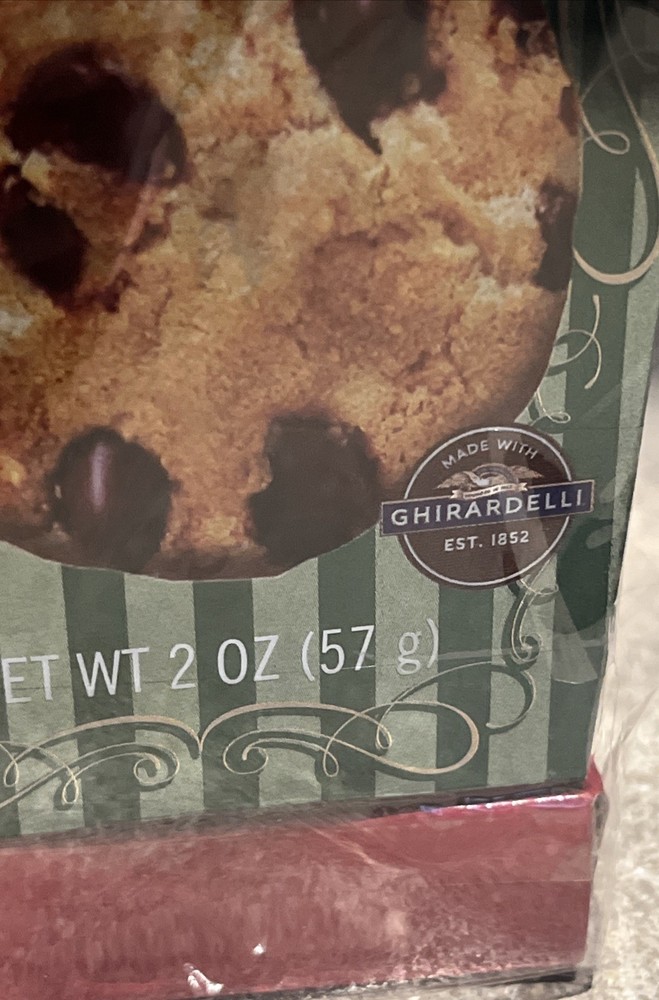 MADE WITH
GHIRARDELLI
EST. 1852
ET WT 2 OZ (57 g)